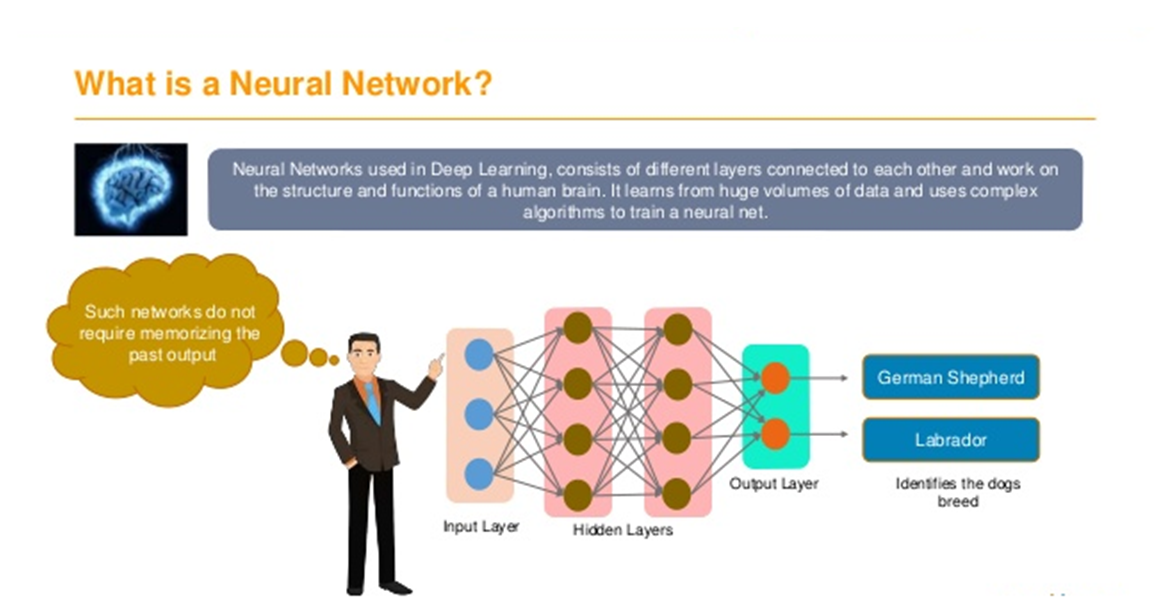 What is a Neural Network?
Neural Networks used in Deep Learning, consists of different layers connected to each other and work on
the structure and functions of a human brain. It learns from huge volumes of data and uses complex
algorithms to train a neural net.
Such networks do not
require memorizing the
past output
German Shepherd
Labrador
Identifies the dogs
breed
Output Layer
Input Layer
Hidden Layers